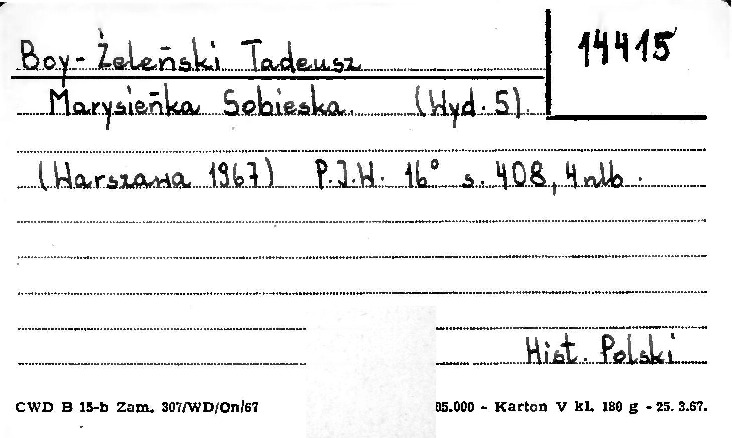 Boy-Żeleński Tadeusz
14415
Marysieńka Sobieska. (Wyd. 5).
(Warszawa 1967) P.I.W. 16° s. 408, 4 nlb.
Hist. Polski
CWD B 15-b Zam. 307/WD/On/67 85.000 - Karton V kl. 180 g - 25. 3.67.